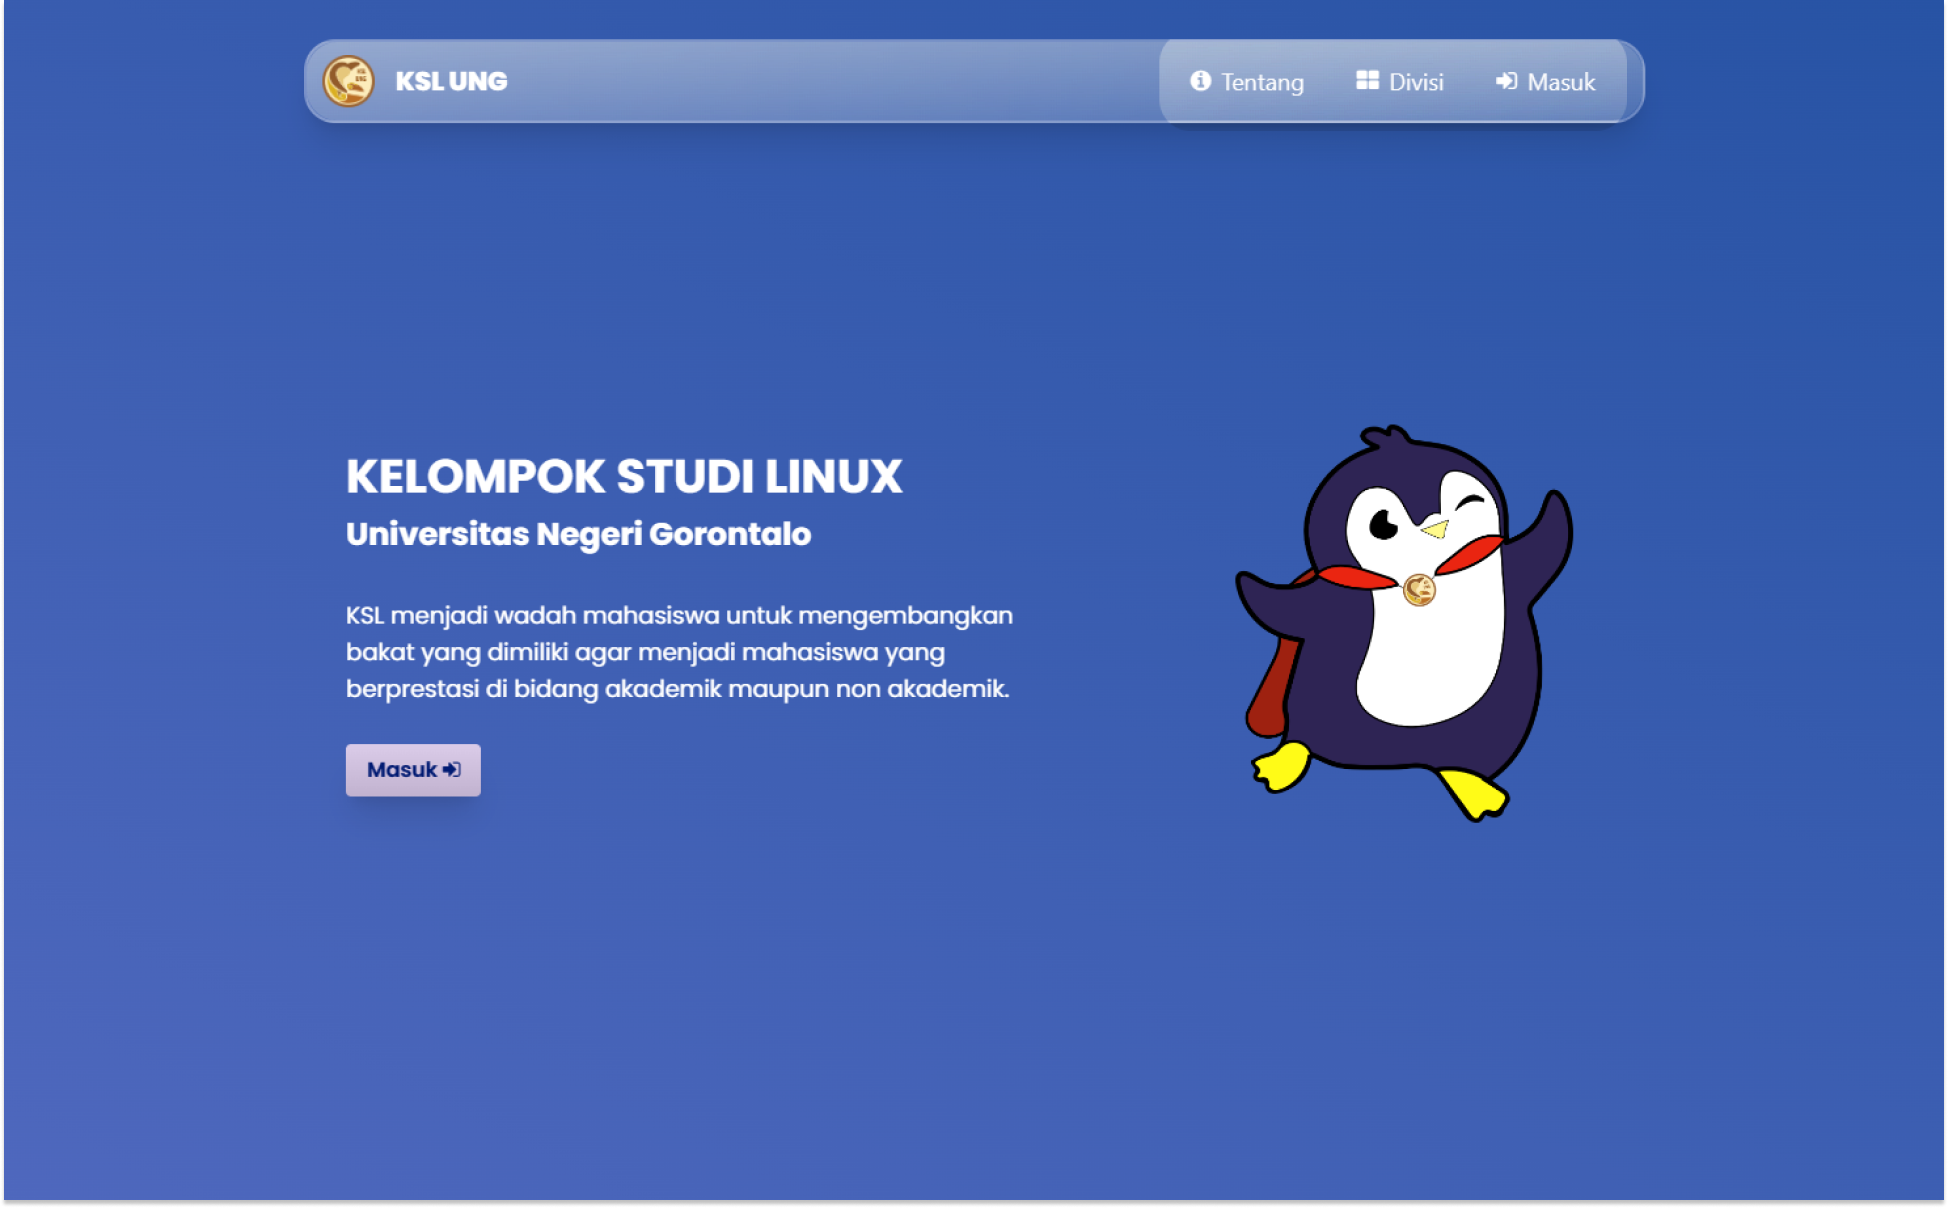 KSL UNG
Tentang
Divisi
Masuk
KELOMPOK STUDI LINUX
Universitas Negeri Gorontalo
KSL menjadi wadah mahasiswa untuk mengembangkan
bakat yang dimiliki agar menjadi mahasiswa yang
berprestasi di bidang akademik maupun non akademik.
Masuk